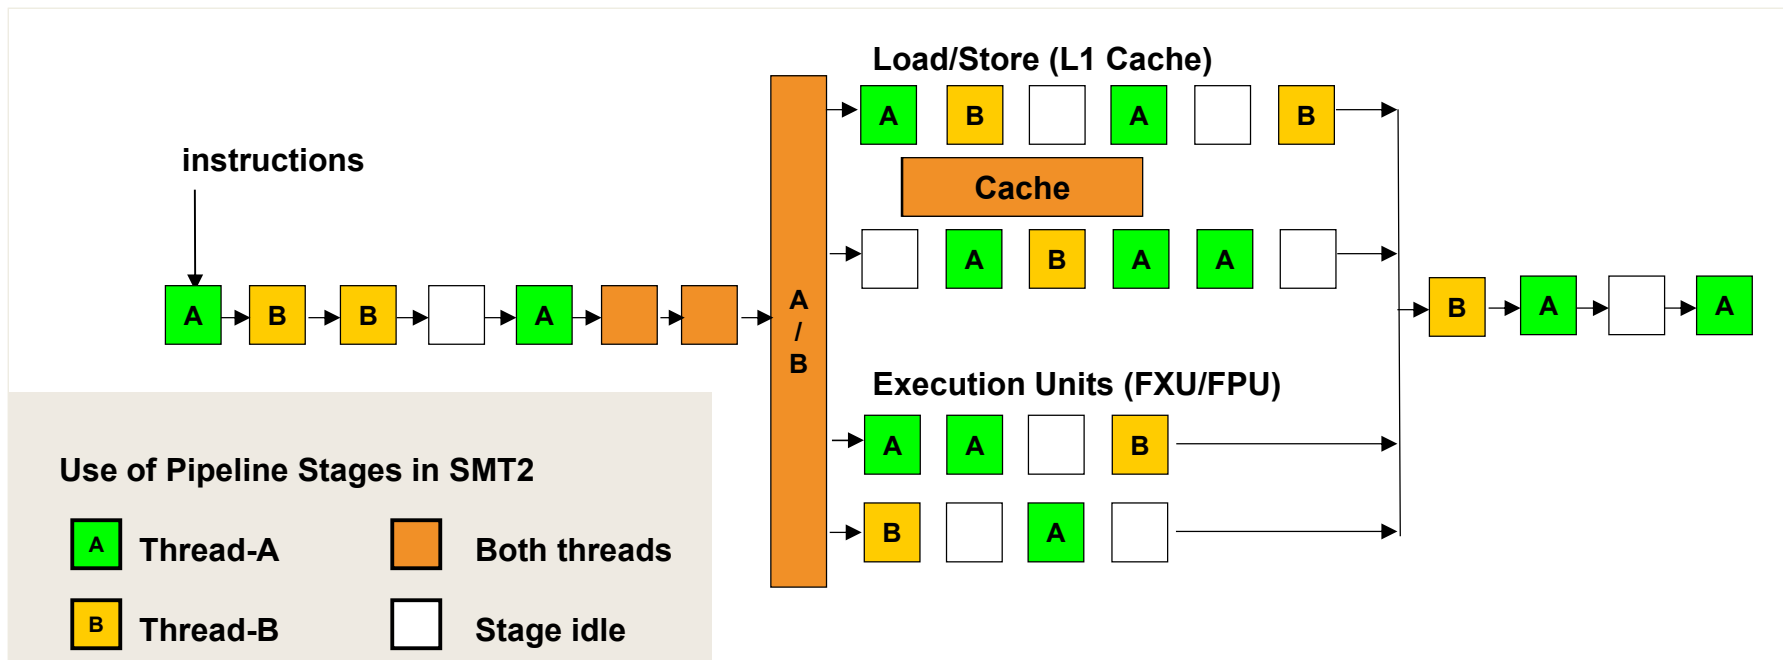 Load/Store (L1 Cache)
A B A B
instructions
Cache
A B A A
A B B A
A
/
B
B A A
Execution Units (FXU/FPU)
A A B
B A
Use of Pipeline Stages in SMT2
A Thread-A Both threads
B Thread-B Stage idle